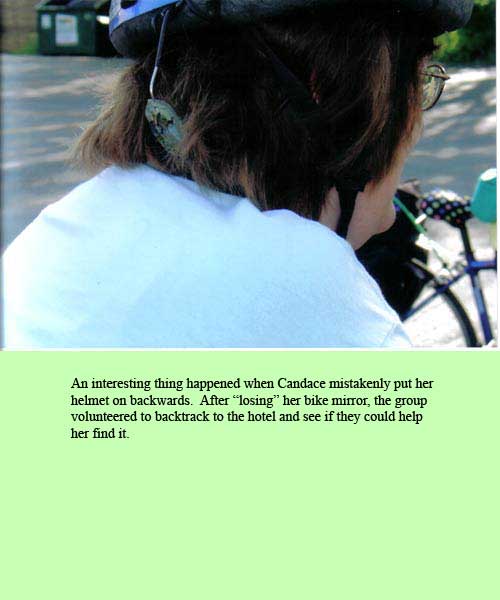 An interesting thing happened when Candace mistakenly put her
helmet on backwards.  After “losing” her bike mirror, the group
volunteered to backtrack to the hotel and see if they could help
her find it.